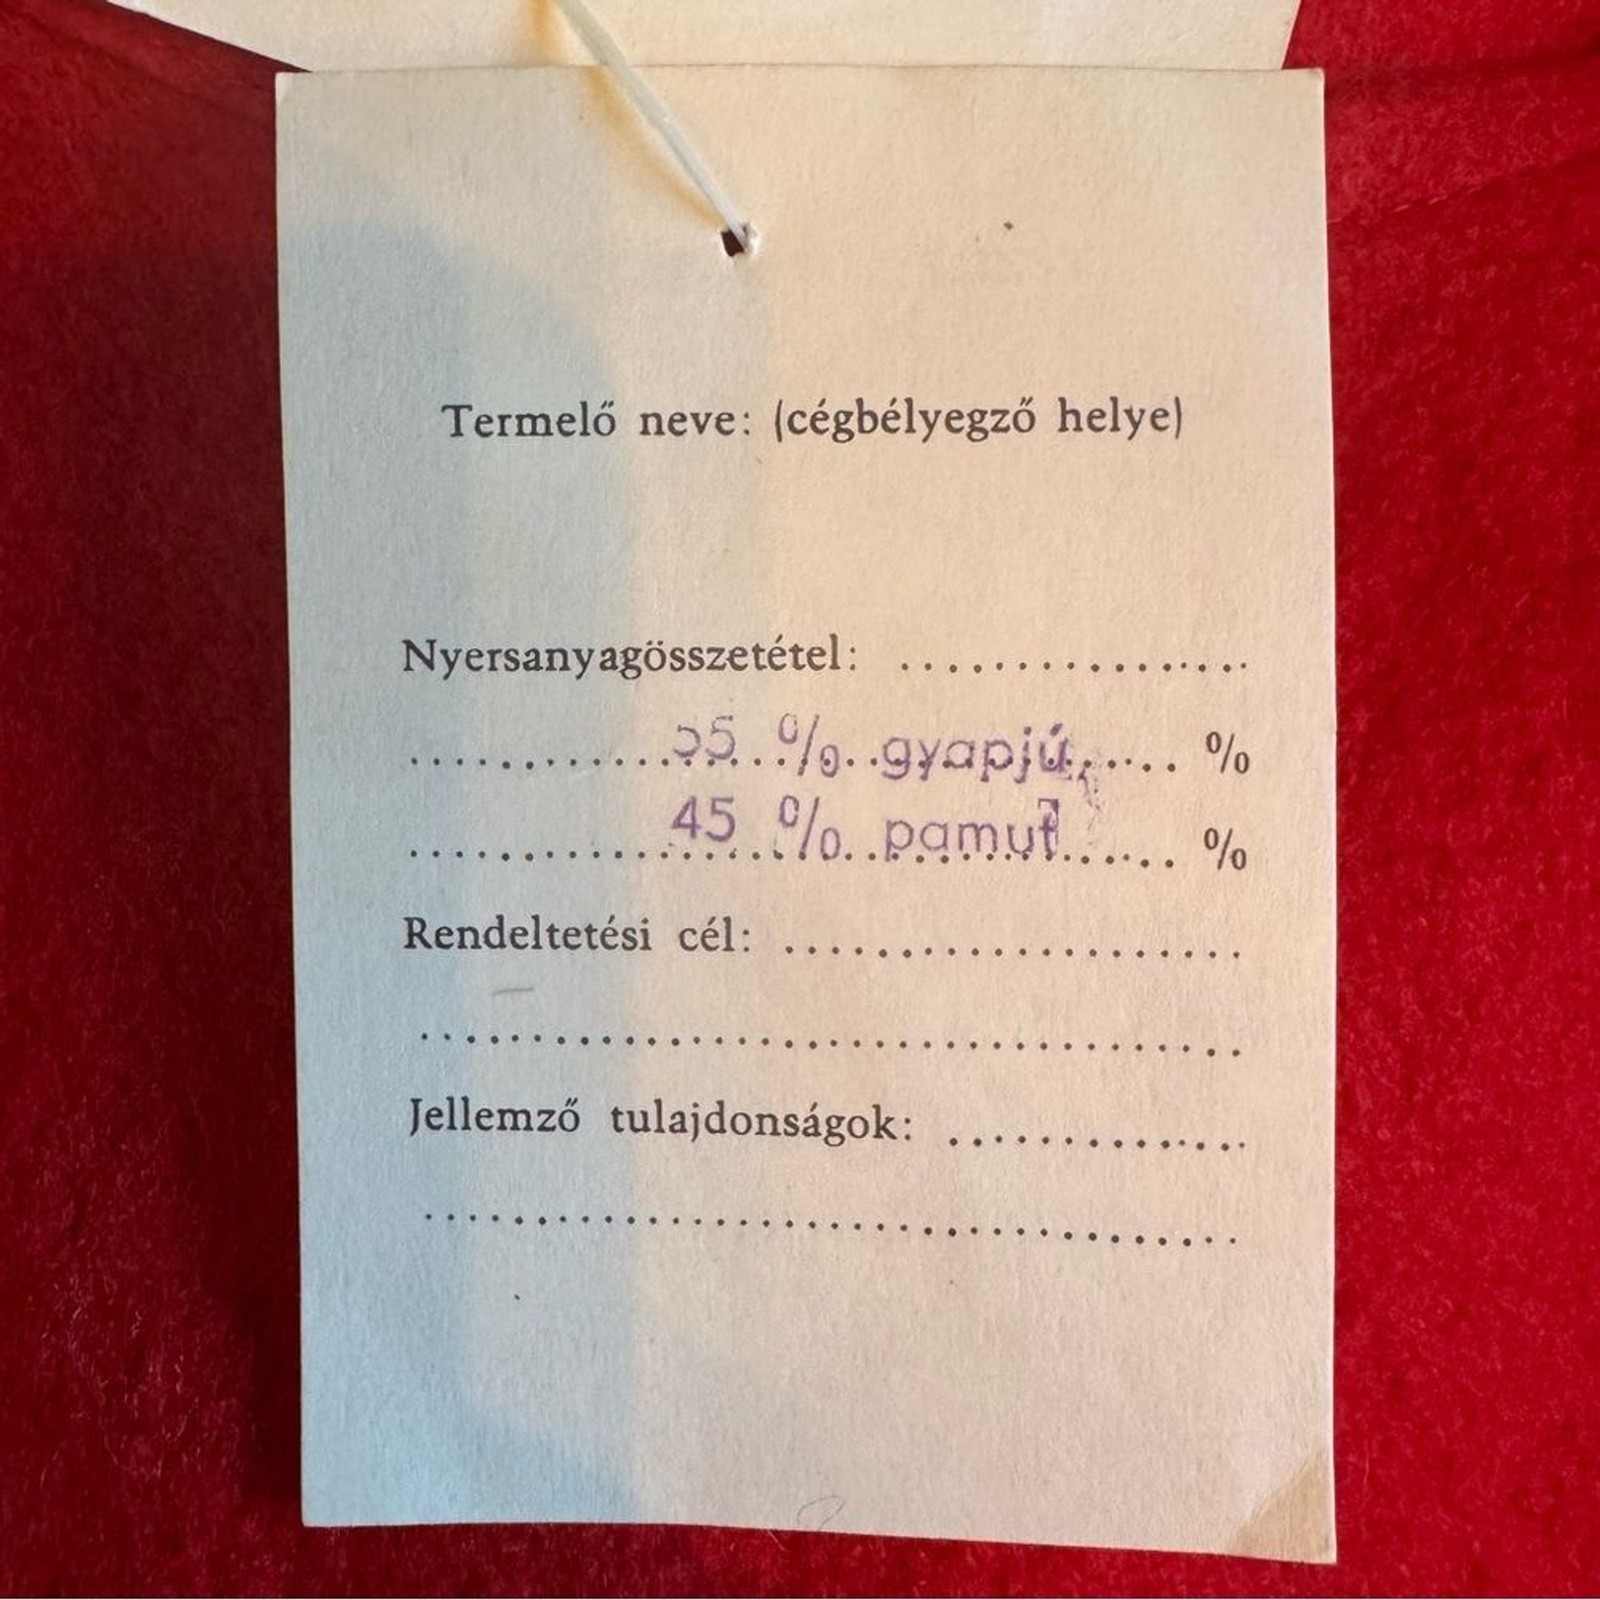 Termelő neve: (cégbélyegző helye)
Nyersanyagösszetétel: ................
55 % gyapjú, %
45 % pamut %
Rendeltetési cél: ....................
.....................................
Jellemző tulajdonságok: ..............
.....................................